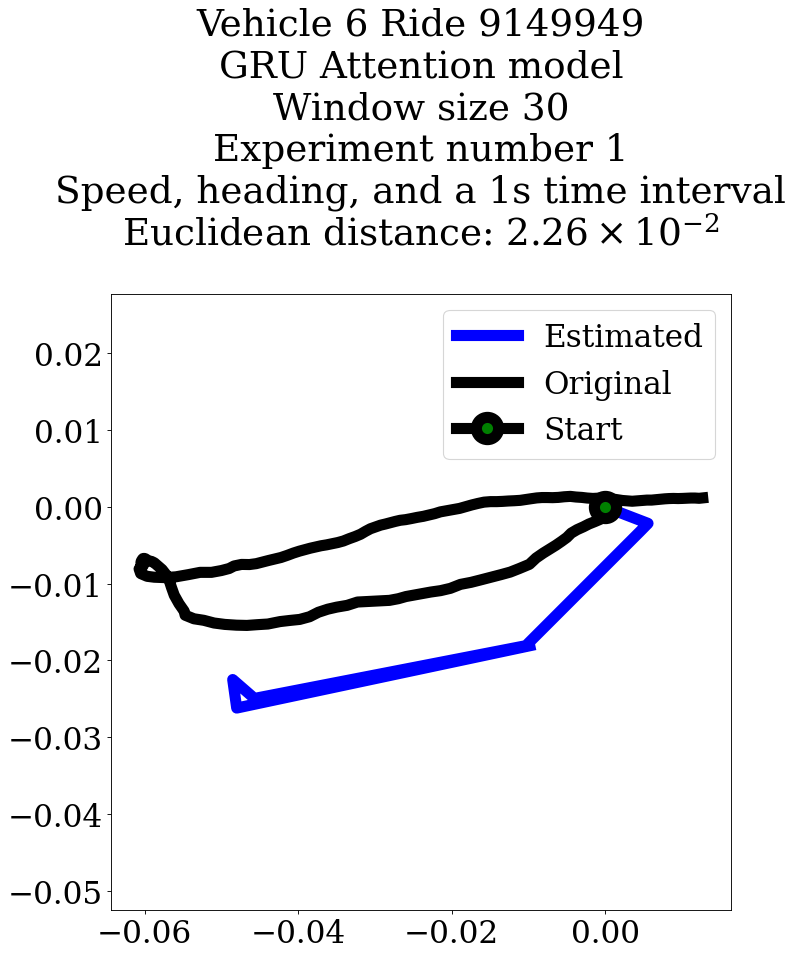 Vehicle 6 Ride 9149949
GRU Attention model
Window size 30
Experiment number 1
Speed, heading, and a 1s time interval
Euclidean distance: 2.26 × 10⁻²
Estimated
Original
Start
0.02
0.01
0.00
−0.01
−0.02
−0.03
−0.04
−0.05
−0.06 −0.04 −0.02 0.00